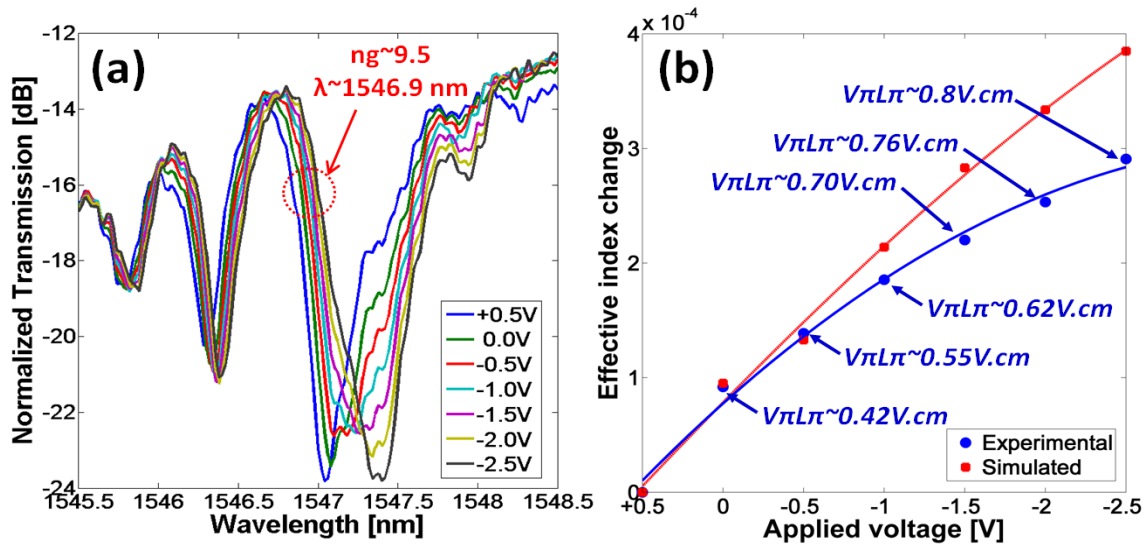 (a)
ng~9.5
λ~1546.9 nm
Normalized Transmission [dB]
-12
-14
-16
-18
-20
-22
-24
+0.5V
0.0V
-0.5V
-1.0V
-1.5V
-2.0V
-2.5V
1545.5 1546 1546.5 1547 1547.5 1548 1548.5
Wavelength [nm]
(b)
x 10⁻⁴
Effective index change
4
3
2
1
0
VπLπ~0.8V.cm
VπLπ~0.76V.cm
VπLπ~0.70V.cm
VπLπ~0.62V.cm
VπLπ~0.55V.cm
VπLπ~0.42V.cm
Experimental
Simulated
+0.5 0 -0.5 -1 -1.5 -2 -2.5
Applied voltage [V]